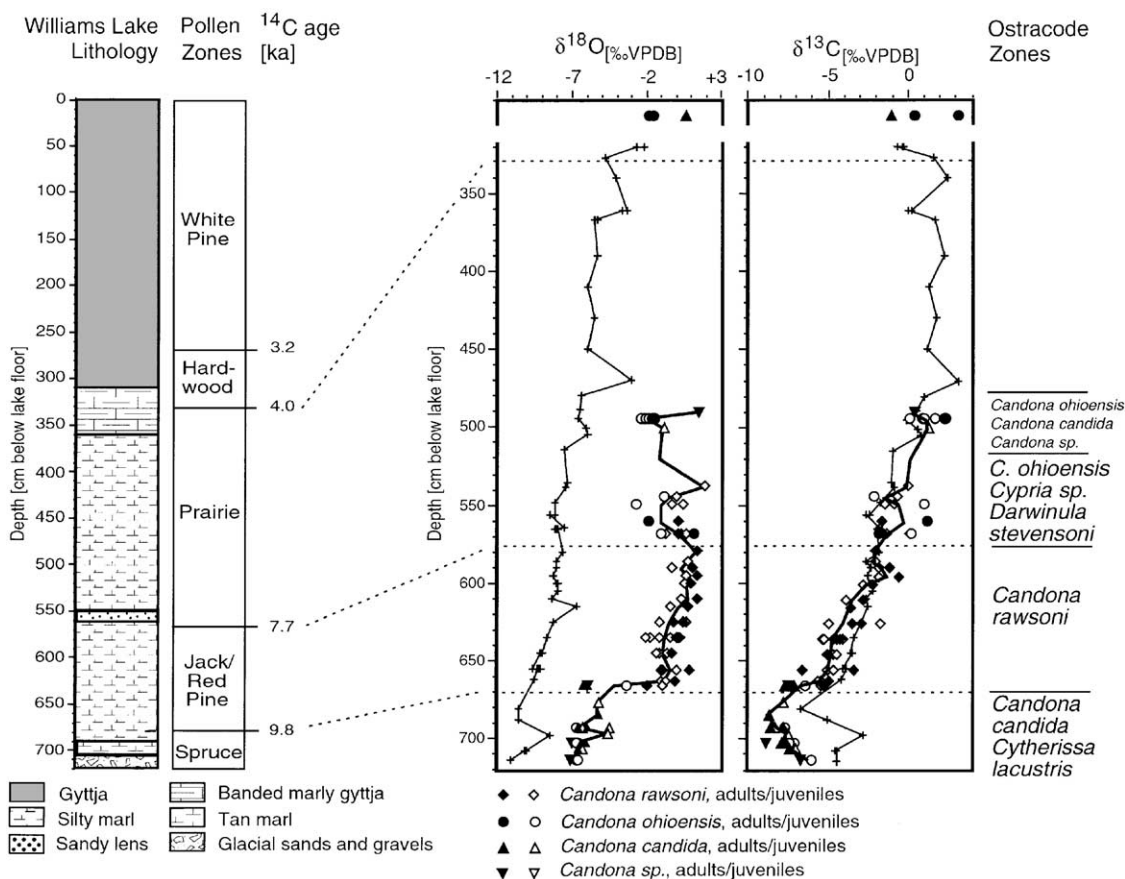 Williams Lake
Lithology
Pollen
Zones
14C age
[ka]
δ18O[‰VPDB]
-12 -7 -2 +3
δ13C[‰VPDB]
-10 -5 0
Ostracode
Zones
Depth [cm below lake floor]
0
50
100
150
200
250
300
350
400
450
500
550
600
650
700
White
Pine
3.2
Hard-
wood
4.0
Prairie
7.7
Jack/
Red
Pine
9.8
Spruce
Depth [cm below lake floor]
350
400
450
500
550
600
650
700
Candona ohioensis
Candona candida
Candona sp.
C. ohioensis
Cypria sp.
Darwinula
stevensoni
Candona
rawsoni
Candona
candida
Cytherissa
lacustris
Gyttja
Silty marl
Sandy lens
Banded marly gyttja
Tan marl
Glacial sands and gravels
Candona rawsoni, adults/juveniles
Candona ohioensis, adults/juveniles
Candona candida, adults/juveniles
Candona sp., adults/juveniles